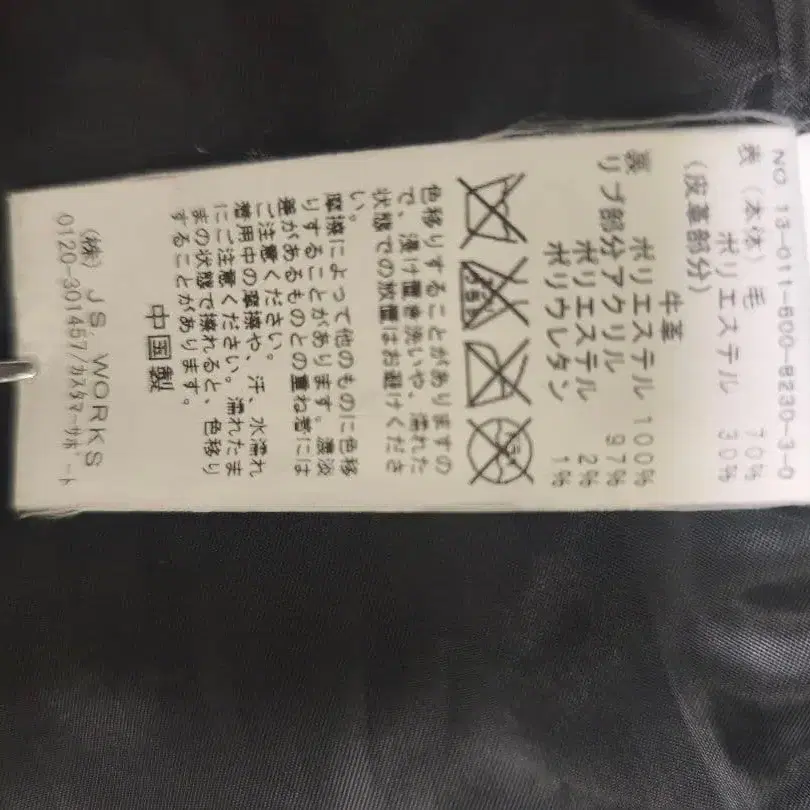 NO 13-011-600-8230-3-0
表(本体) 毛 70%
ポリエステル 30%
(皮革部分)
牛革
裏 ポリエステル 100%
リブ部分アクリル 97%
ポリエステル 2%
ポリウレタン 1%
色移りすることがありますの
で、漬け置き洗いや、濡れた
状態での放置はお避けくださ
い。
摩擦によって他のものに色移
りすることがあります。濃淡
差があるものとの重ね着には
ご注意ください。
着用中の摩擦や、汗、水濡れ
にご注意ください。濡れたま
まの状態で擦れると、色移り
することがあります。
中国製
(株) JS. WORKS
0120-301457/カスタマーサポート